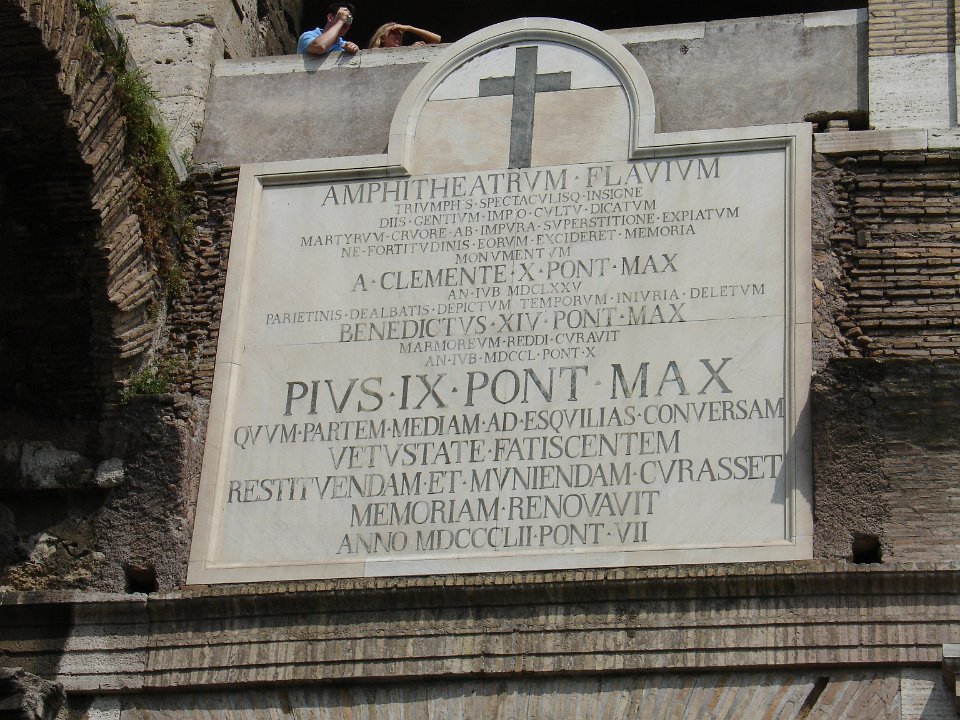 AMPHITHEATRVM · FLAVIVM
TRIVMPHIS · SPECTACVLISQ · INSIGNE
DIIS · GENTIVM · IMPIO · CVLTV · DICATVM
MARTYRVM · CRVORE · AB · IMPVRA · SVPERSTITIONE · EXPIATVM
NE · FORTITVDINIS · EORVM · EXCIDERET · MEMORIA
MONVMENTVM
A · CLEMENTE · X · PONT · MAX
AN · IVB · MDCLXXV
PARIETINIS · DEALBATIS · DEPICTVM · TEMPORVM · INIVRIA · DELETVM
BENEDICTVS · XIV · PONT · MAX
MARMOREVM · REDDI · CVRAVIT
AN · IVB · MDCCL · PONT · X
PIVS · IX · PONT · MAX
QVVM · PARTEM · MEDIAM · AD · ESQVILIAS · CONVERSAM
VETVSTATE · FATISCENTEM
RESTITVENDAM · ET · MVNIENDAM · CVRASSET
MEMORIAM · RENOVAVIT
ANNO MDCCCLII · PONT · VII